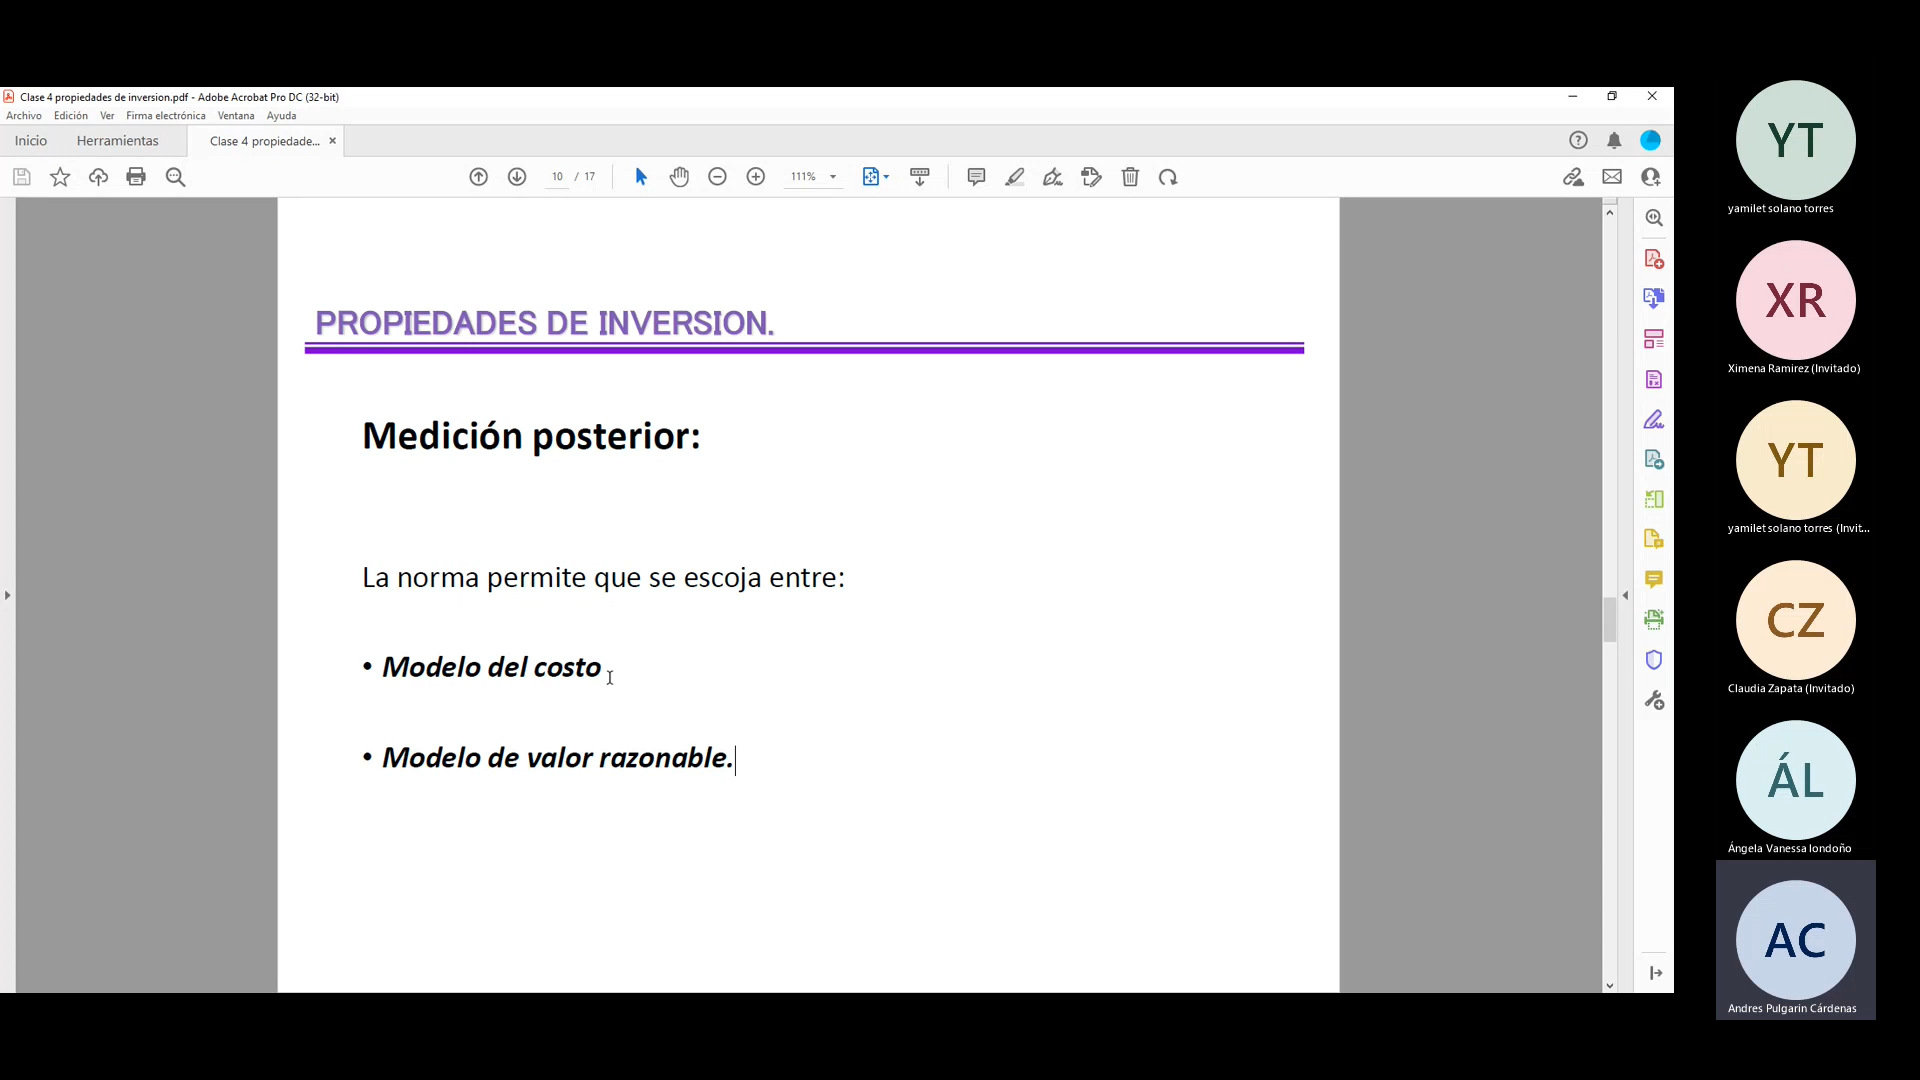 Clase 4 propiedades de inversion.pdf - Adobe Acrobat Pro DC (32-bit)
Archivo Edición Ver Firma electrónica Ventana Ayuda
Inicio Herramientas Clase 4 propiedade... ×
10 / 17 111%
PROPIEDADES DE INVERSION.
Medición posterior:
La norma permite que se escoja entre:
• Modelo del costo
• Modelo de valor razonable.
YT
yamilet solano torres
XR
Ximena Ramirez (Invitado)
YT
yamilet solano torres (Invit...
CZ
Claudia Zapata (Invitado)
ÁL
Ángela Vanessa londoño
AC
Andres Pulgarin Cárdenas